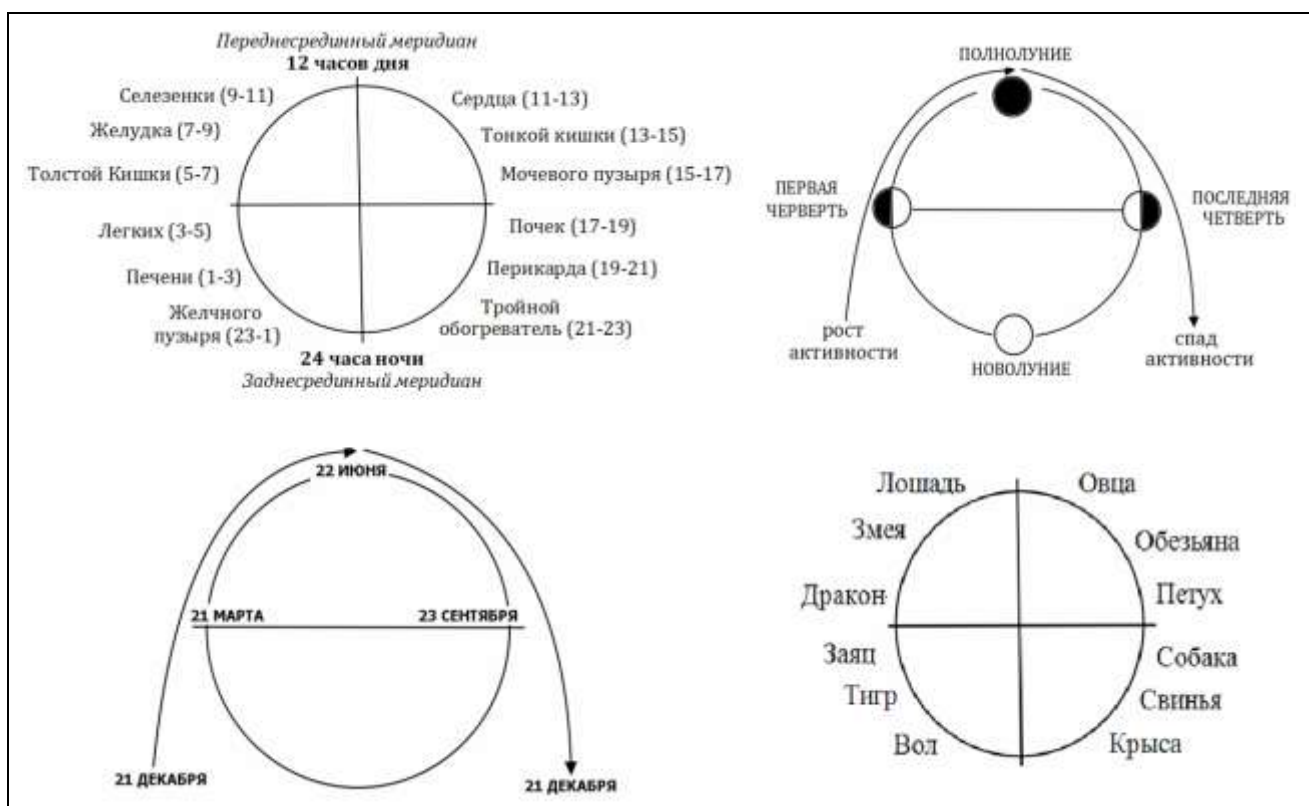 Переднесрединный меридиан
12 часов дня
Селезенки (9-11)
Желудка (7-9)
Толстой Кишки (5-7)
Легких (3-5)
Печени (1-3)
Желчного
пузыря (23-1)
Сердца (11-13)
Тонкой кишки (13-15)
Мочевого пузыря (15-17)
Почек (17-19)
Перикарда (19-21)
Тройной
обогреватель (21-23)
24 часа ночи
Заднесрединный меридиан
ПОЛНОЛУНИЕ
ПЕРВАЯ
ЧЕРВЕРТЬ
ПОСЛЕДНЯЯ
ЧЕТВЕРТЬ
рост
активности
спад
активности
НОВОЛУНИЕ
22 ИЮНЯ
21 МАРТА
23 СЕНТЯБРЯ
21 ДЕКАБРЯ
21 ДЕКАБРЯ
Лошадь
Овца
Змея
Обезьяна
Дракон
Петух
Заяц
Собака
Тигр
Свинья
Вол
Крыса